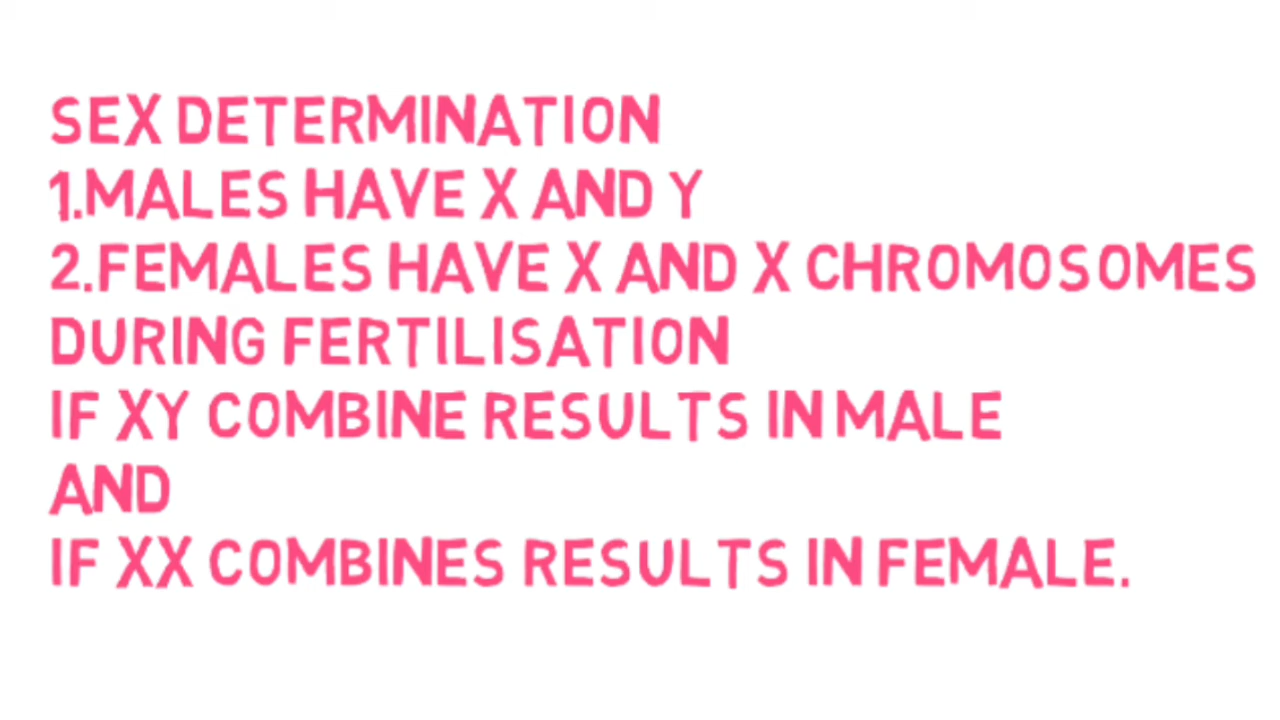 SEX DETERMINATION
1.MALES HAVE X AND Y
2.FEMALES HAVE X AND X CHROMOSOMES
DURING FERTILISATION
IF XY COMBINE RESULTS IN MALE
AND
IF XX COMBINES RESULTS IN FEMALE.